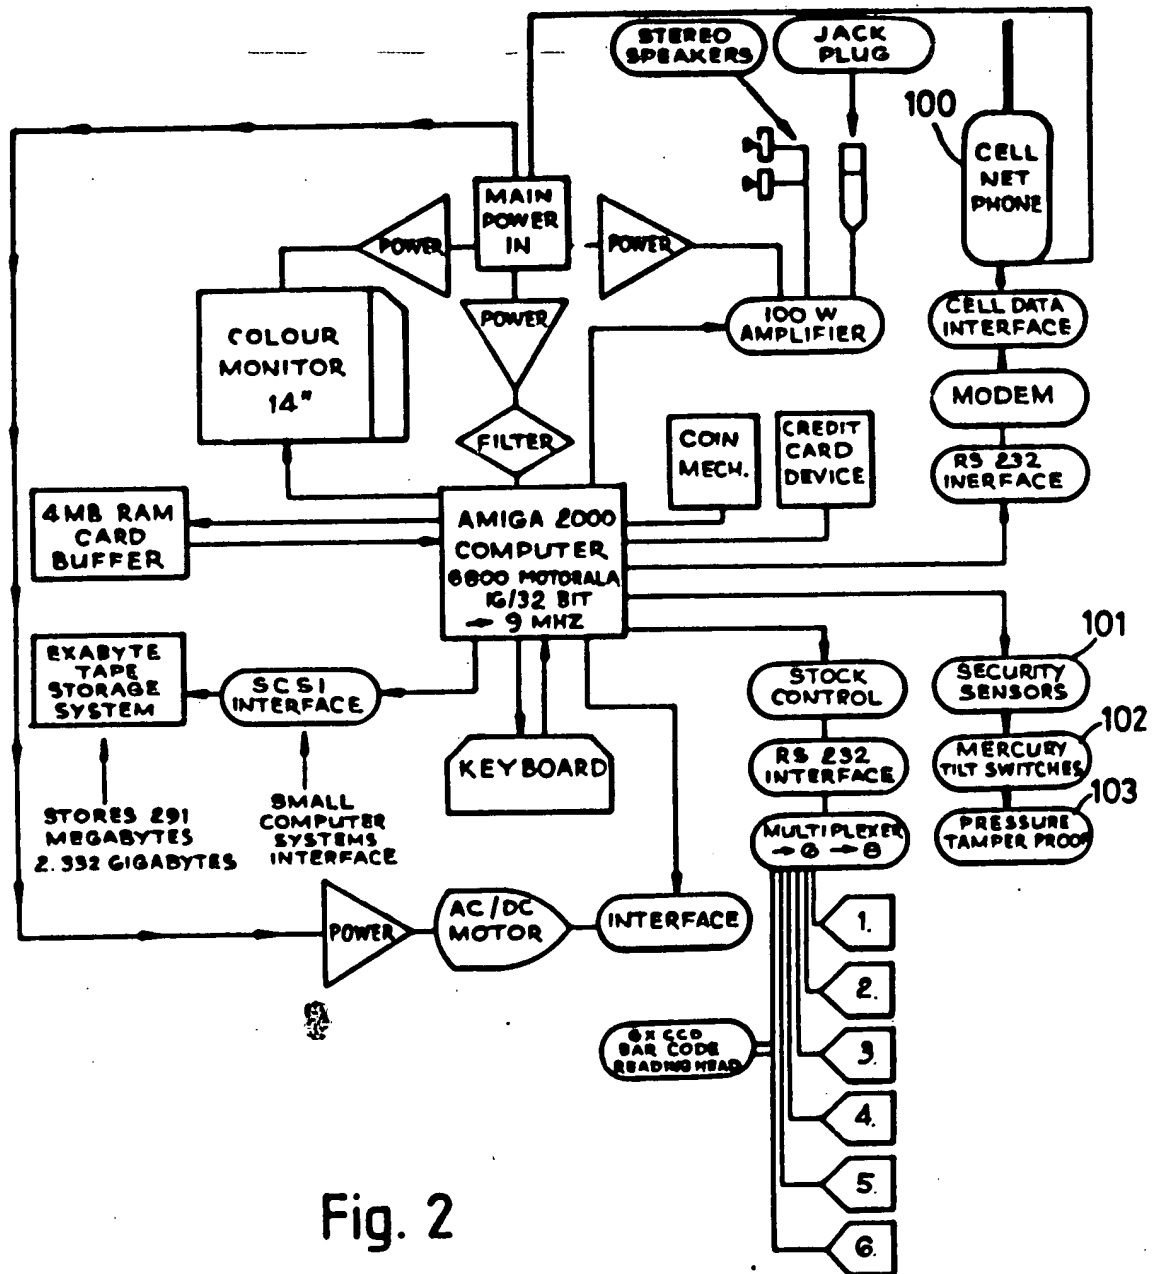 STEREO
SPEAKERS
JACK
PLUG
100
CELL
NET
PHONE
MAIN
POWER
IN
POWER
POWER
POWER
COLOUR
MONITOR
14"
100 W
AMPLIFIER
CELL DATA
INTERFACE
MODEM
RS 232
INERFACE
FILTER
COIN
MECH.
CREDIT
CARD
DEVICE
4MB RAM
CARD
BUFFER
AMIGA 2000
COMPUTER
6800 MOTORALA
16/32 BIT
→ 9 MHZ
EXABYTE
TAPE
STORAGE
SYSTEM
SCSI
INTERFACE
STOCK
CONTROL
101
SECURITY
SENSORS
KEYBOARD
RS 232
INTERFACE
102
MERCURY
TILT SWITCHES
STORES 291
MEGABYTES
2.332 GIGABYTES
SMALL
COMPUTER
SYSTEMS
INTERFACE
MULTIPLEXER
103
PRESSURE
TAMPER PROOF
POWER
AC/DC
MOTOR
INTERFACE
1.
2.
3.
4.
5.
6.
6X CCD
BAR CODE
READING HEAD
Fig. 2